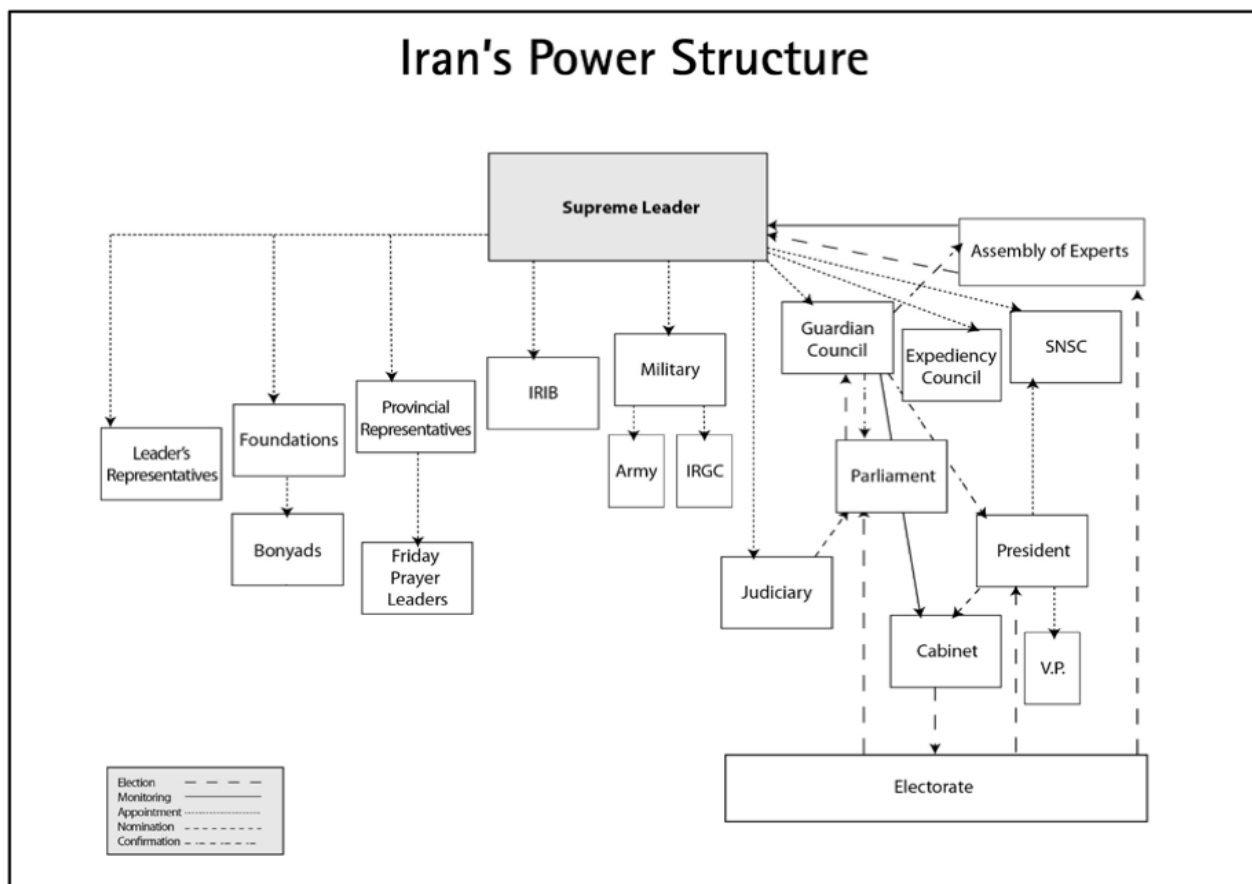 Iran's Power Structure
Supreme Leader
Assembly of Experts
Guardian
Council
Expediency
Council
SNSC
IRIB
Military
Provincial
Representatives
Foundations
Leader's
Representatives
Army
IRGC
Parliament
Bonyads
Friday
Prayer
Leaders
Judiciary
President
Cabinet
V.P.
Electorate
Election
Monitoring
Appointment
Nomination
Confirmation